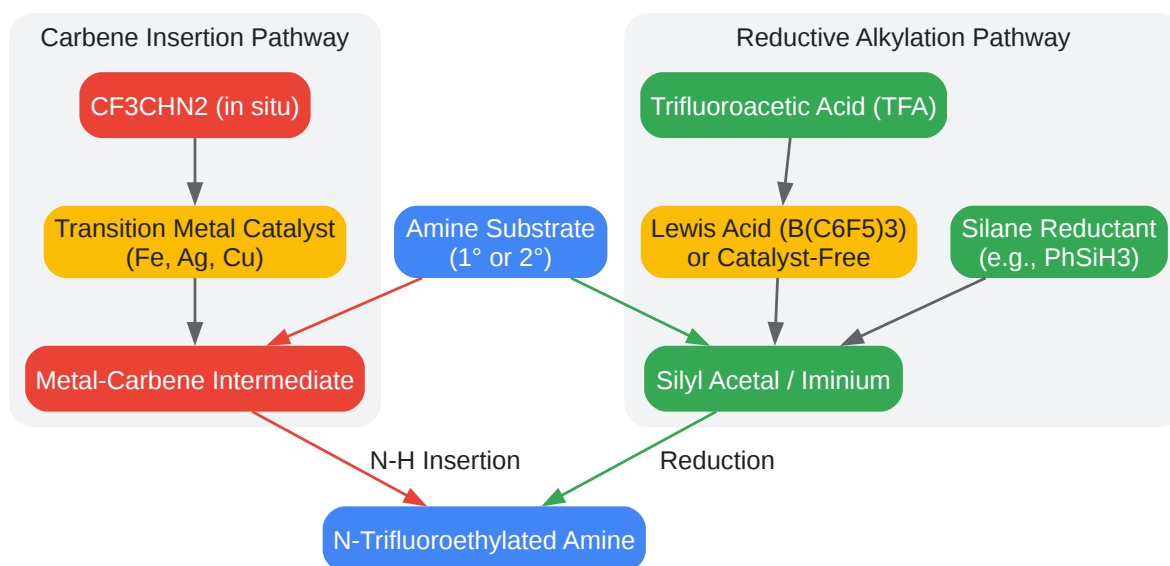 Carbene Insertion Pathway
Reductive Alkylation Pathway
CF3CHN2 (in situ)
Trifluoroacetic Acid (TFA)
Transition Metal Catalyst
(Fe, Ag, Cu)
Amine Substrate
(1° or 2°)
Lewis Acid (B(C6F5)3)
or Catalyst-Free
Silane Reductant
(e.g., PhSiH3)
Metal-Carbene Intermediate
Silyl Acetal / Iminium
N-H Insertion
Reduction
N-Trifluoroethylated Amine